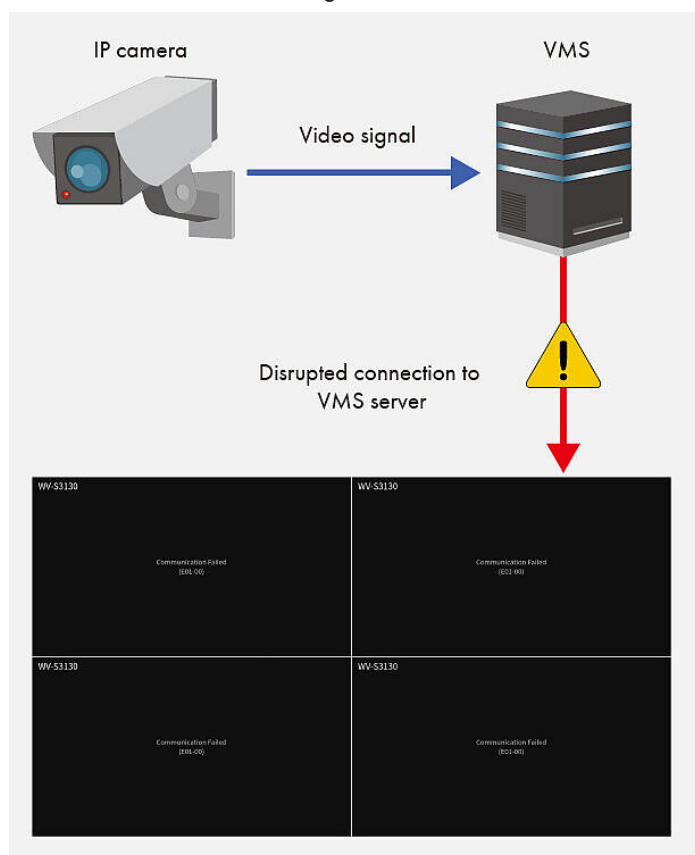 IP camera
VMS
Video signal
Disrupted connection to
VMS server
WV-S3130
WV-S3130
Communication Failed
(E01-00)
Communication Failed
(E01-00)
WV-S3130
WV-S3130
Communication Failed
(E01-00)
Communication Failed
(E01-00)